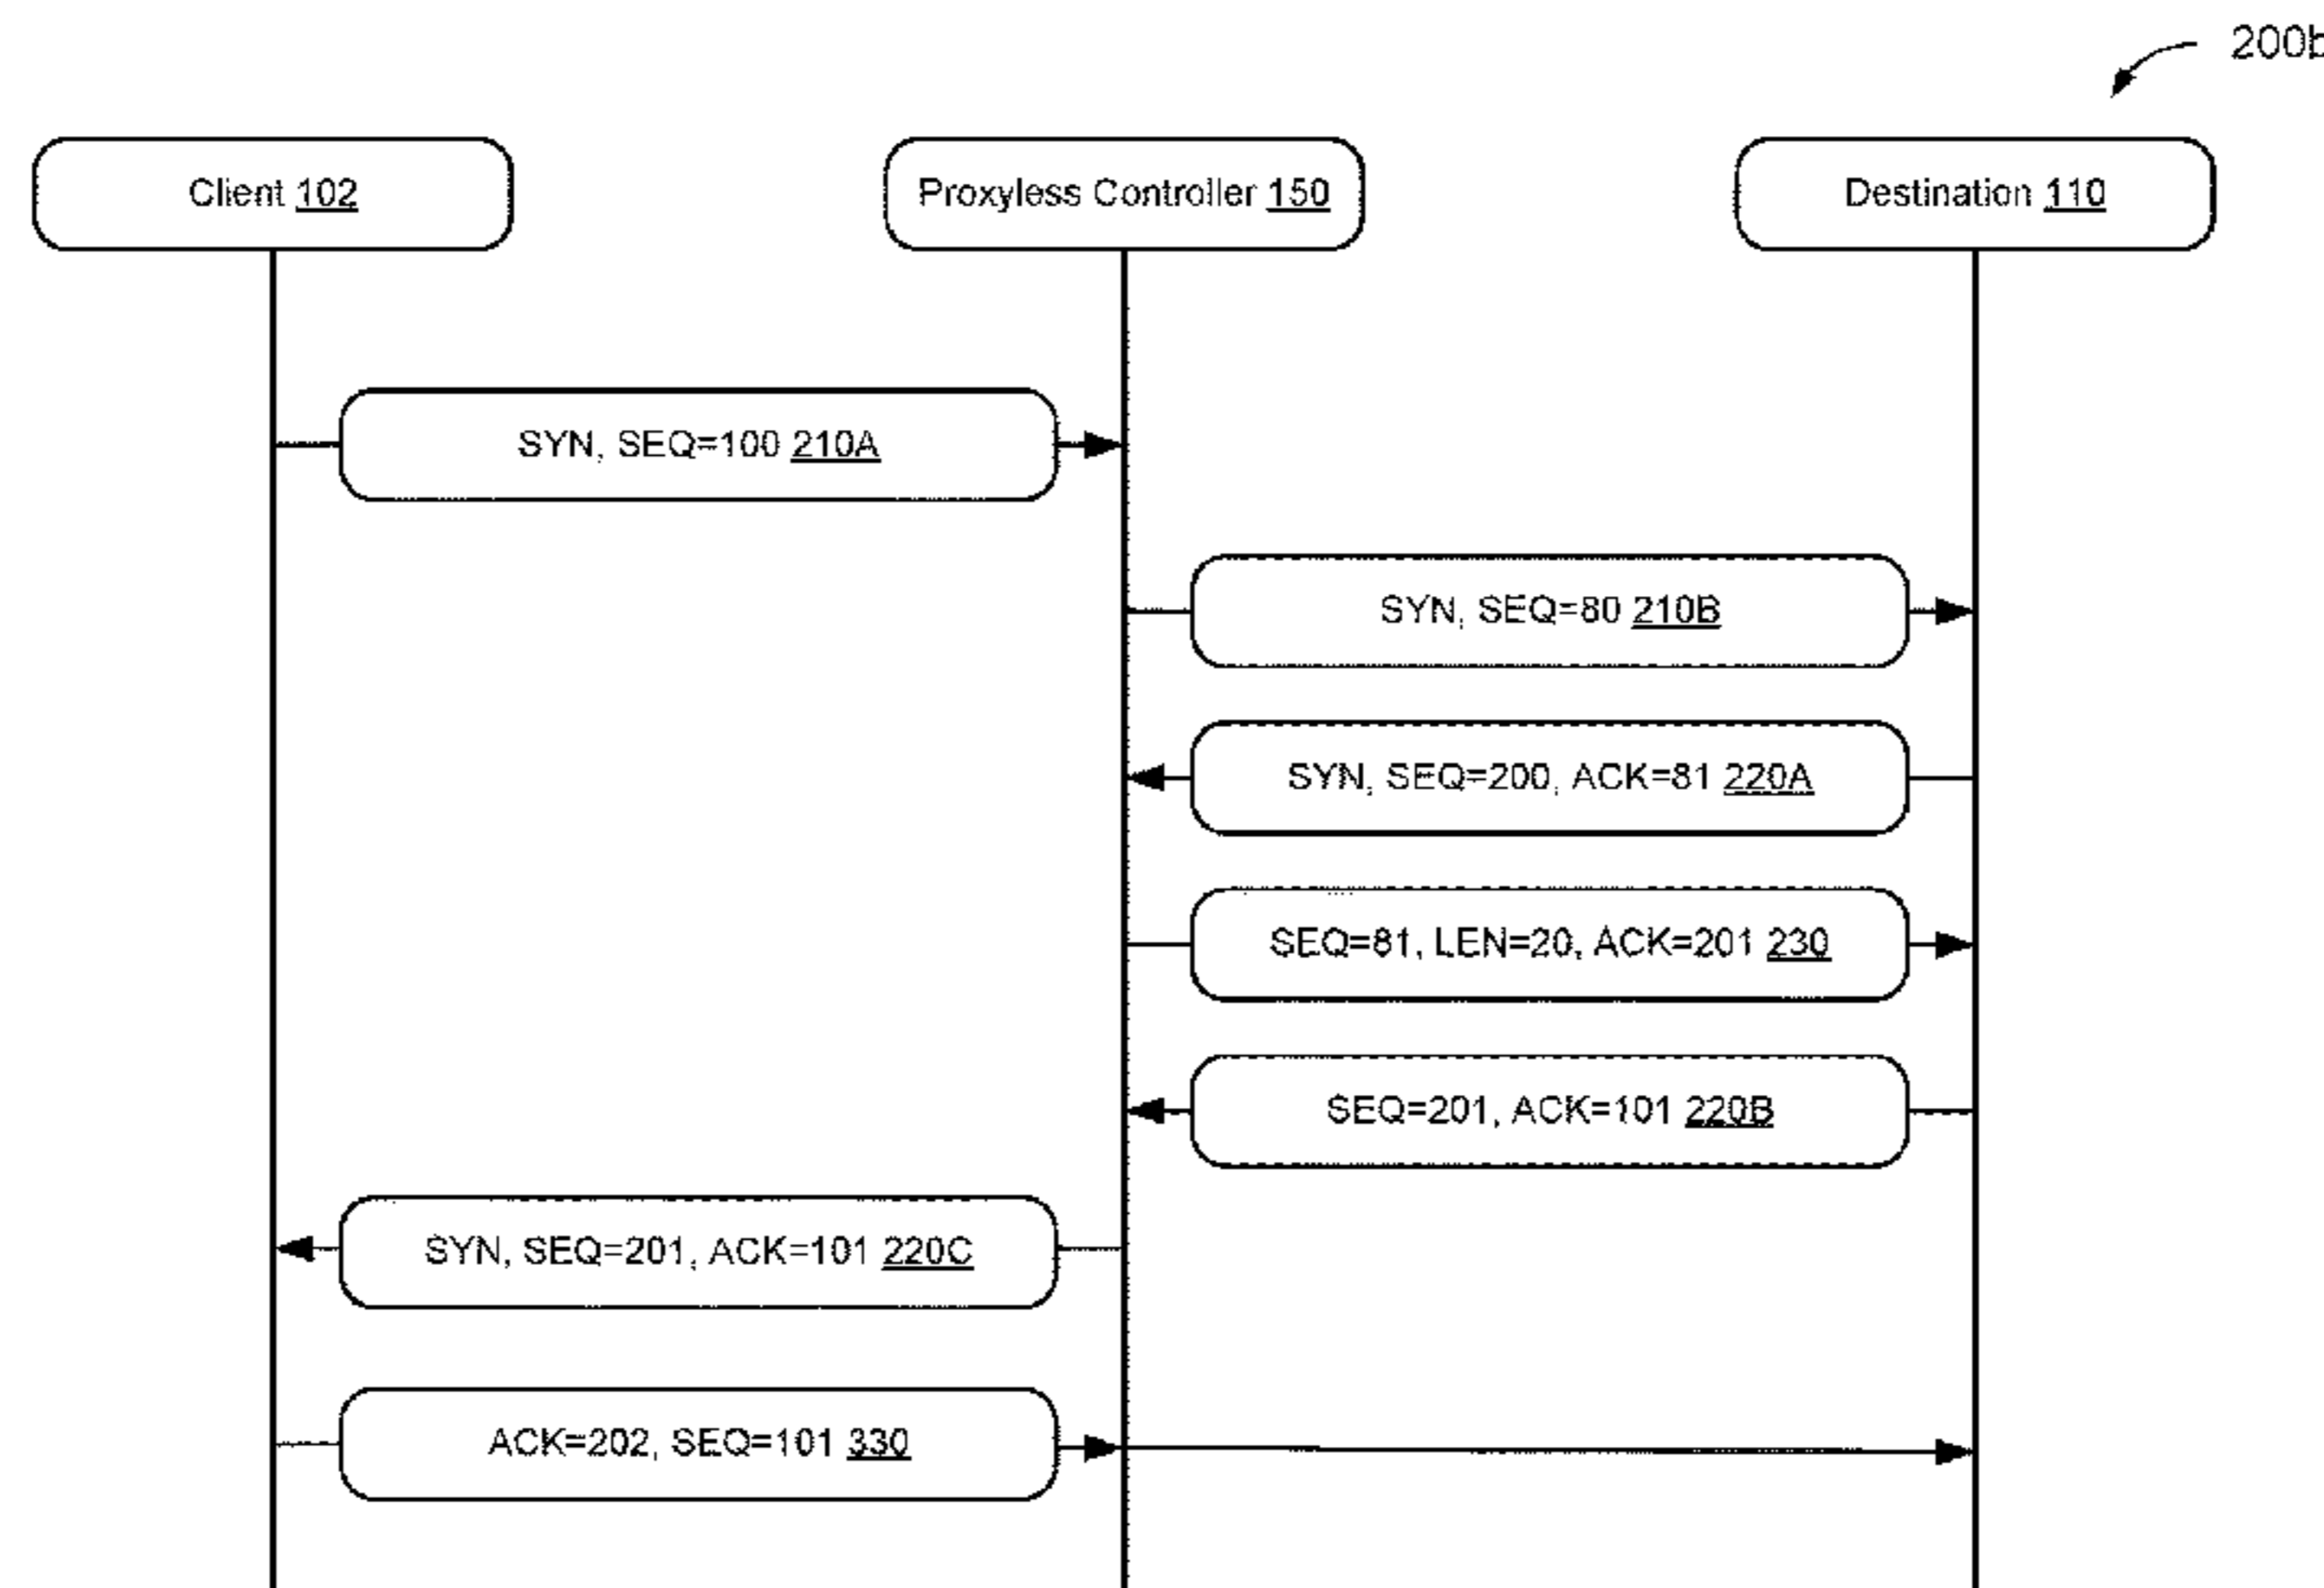 200b
Client 102
Proxyless Controller 150
Destination 110
SYN, SEQ=100 210A
SYN, SEQ=80 210B
SYN, SEQ=200, ACK=81 220A
SEQ=81, LEN=20, ACK=201 230
SEQ=201, ACK=101 220B
SYN, SEQ=201, ACK=101 220C
ACK=202, SEQ=101 330